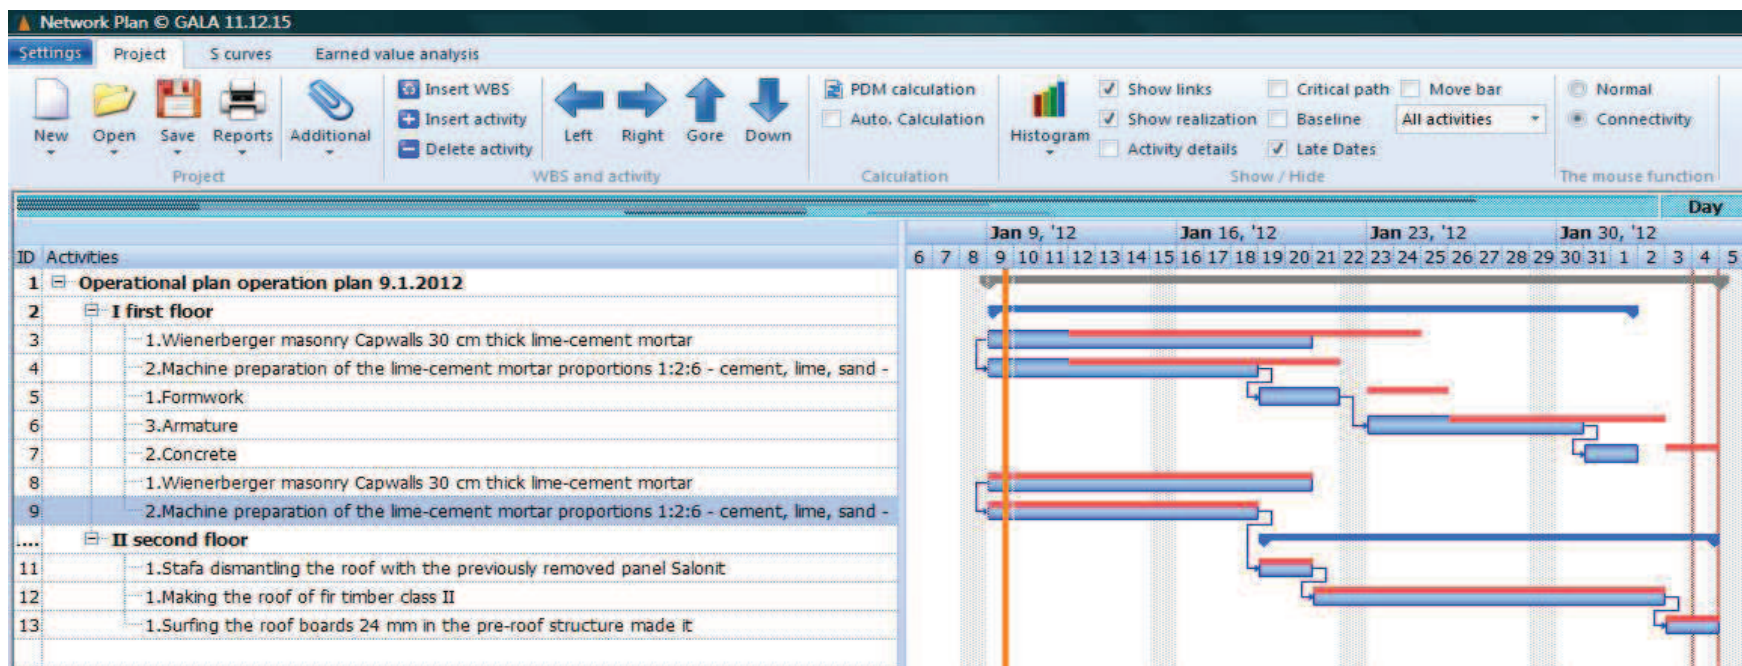 Network Plan © GALA 11.12.15
Settings Project S curves Earned value analysis
Insert WBS PDM calculation Show links Critical path Move bar Normal
Insert activity Auto. Calculation Show realization Baseline All activities Connectivity
New Open Save Reports Additional Left Right Gore Down Histogram
Delete activity Activity details Late Dates
Project WBS and activity Calculation Show / Hide The mouse function
Day
Jan 9, '12 Jan 16, '12 Jan 23, '12 Jan 30, '12
ID Activities 6 7 8 9 10 11 12 13 14 15 16 17 18 19 20 21 22 23 24 25 26 27 28 29 30 31 1 2 3 4 5
1 Operational plan operation plan 9.1.2012
2 I first floor
3 1.Wienerberger masonry Capwalls 30 cm thick lime-cement mortar
4 2.Machine preparation of the lime-cement mortar proportions 1:2:6 - cement, lime, sand -
5 1.Formwork
6 3.Armature
7 2.Concrete
8 1.Wienerberger masonry Capwalls 30 cm thick lime-cement mortar
9 2.Machine preparation of the lime-cement mortar proportions 1:2:6 - cement, lime, sand -
.... II second floor
11 1.Stafa dismantling the roof with the previously removed panel Salonit
12 1.Making the roof of fir timber class II
13 1.Surfing the roof boards 24 mm in the pre-roof structure made it